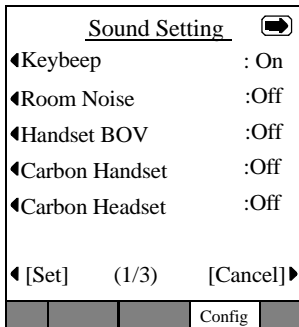 Sound Setting
Keybeep : On
Room Noise :Off
Handset BOV :Off
Carbon Handset :Off
Carbon Headset :Off
[Set] (1/3) [Cancel]
Config